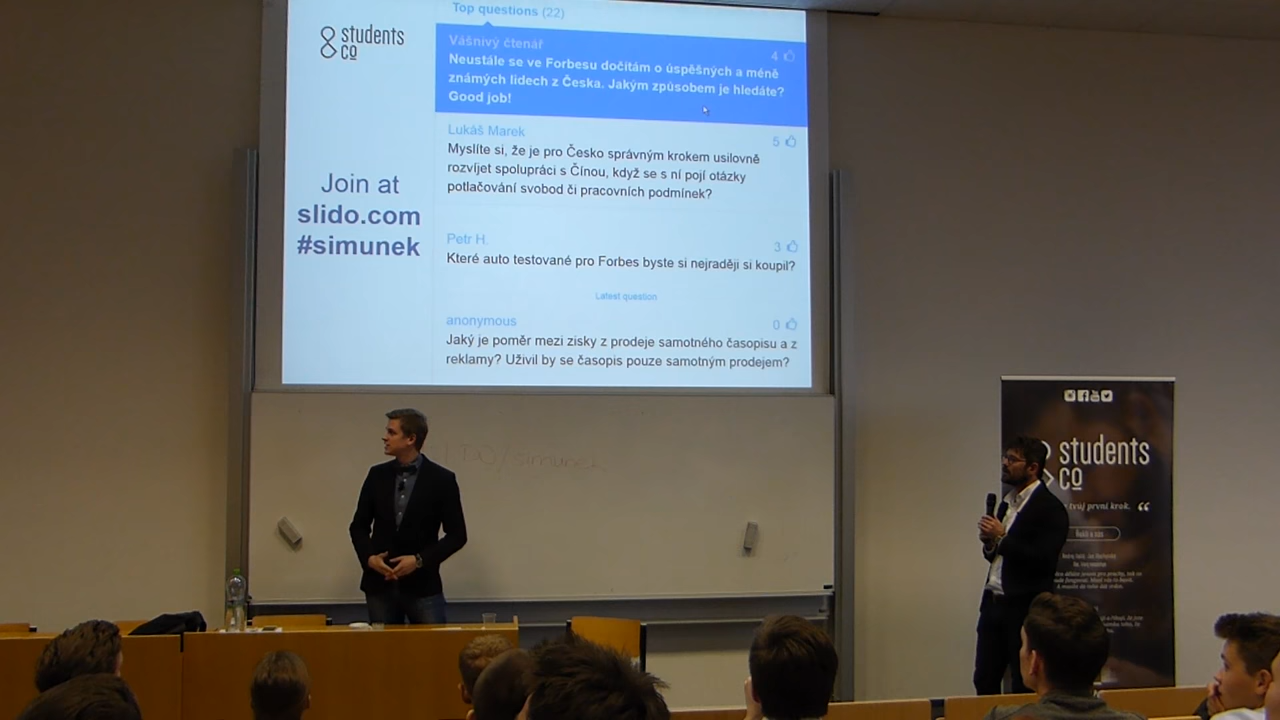 students
co
Join at
slido.com
#simunek
Top questions (22)
Vášnivý čtenář
4
Neustále se ve Forbesu dočítám o úspěšných a méně
známých lidech z Česka. Jakým způsobem je hledáte?
Good job!
Lukáš Marek
5
Myslíte si, že je pro Česko správným krokem usilovně
rozvíjet spolupráci s Čínou, když se s ní pojí otázky
potlačování svobod či pracovních podmínek?
Petr H.
3
Které auto testované pro Forbes byste si nejraději si koupil?
Latest question
anonymous
0
Jaký je poměr mezi zisky z prodeje samotného časopisu a z
reklamy? Uživil by se časopis pouze samotným prodejem?
simunek
students
co
tvůj první krok.